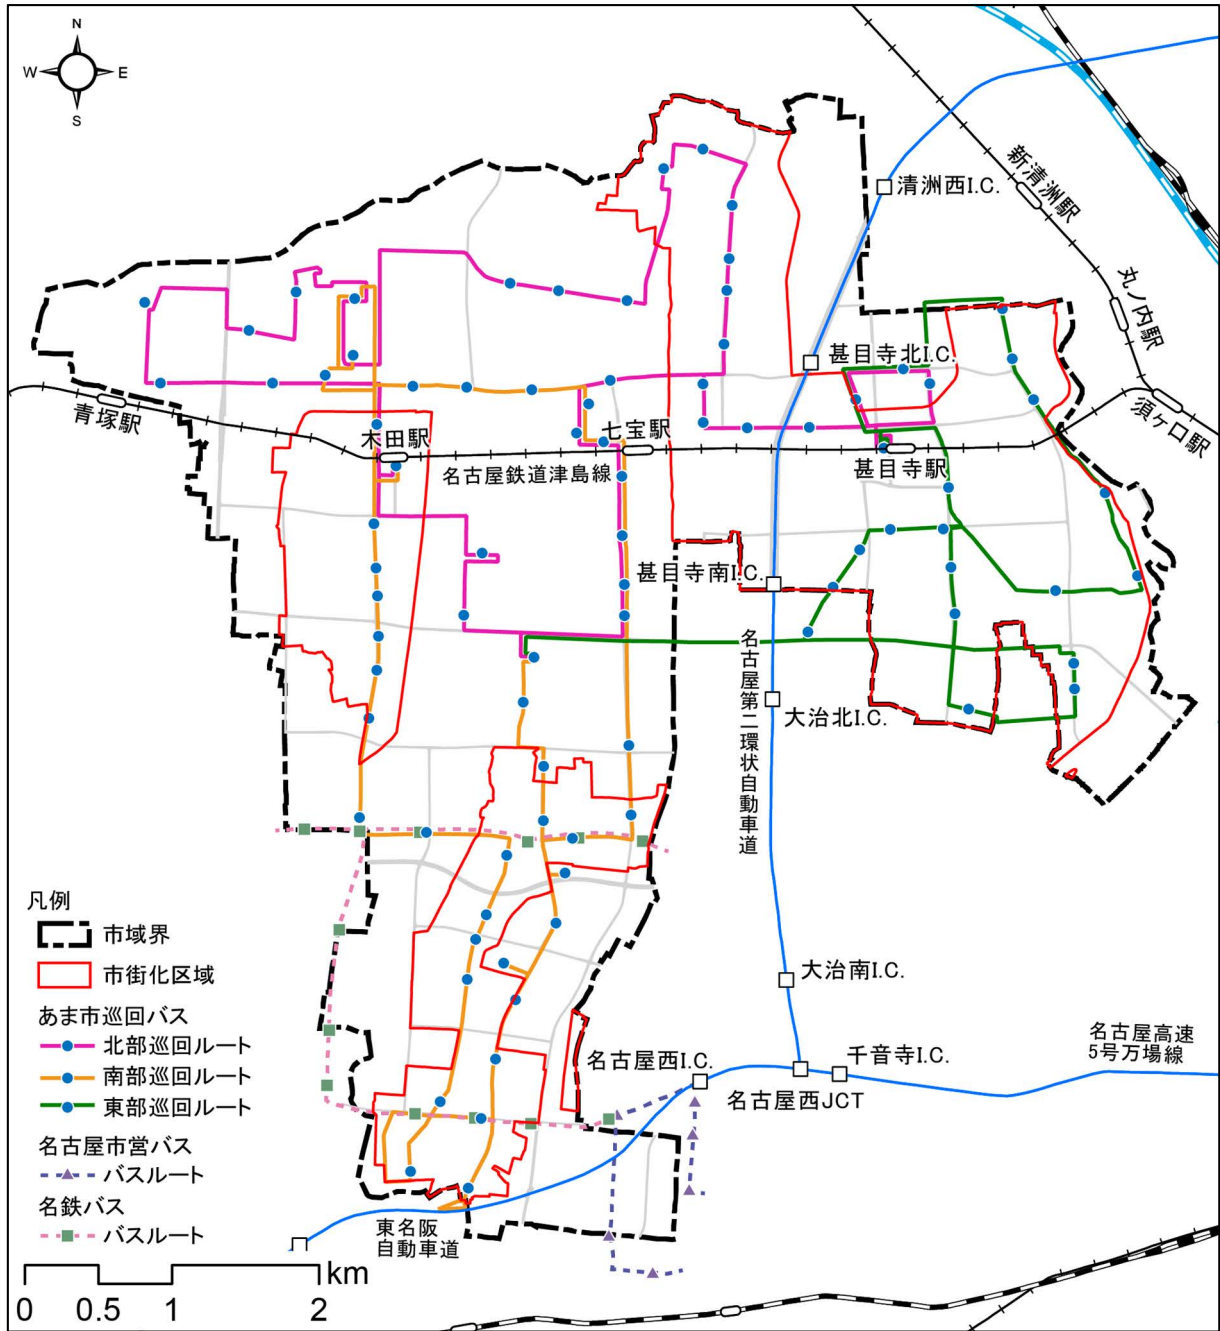 N
W
E
S
新清洲駅
清洲西I.C.
丸ノ内駅
甚目寺北I.C.
須ヶ口駅
青塚駅
木田駅
七宝駅
名古屋鉄道津島線
甚目寺駅
甚目寺南I.C.
名古屋第二環状自動車道
大治北I.C.
凡例
市域界
市街化区域
あま市巡回バス
北部巡回ルート
南部巡回ルート
東部巡回ルート
名古屋市営バス
バスルート
名鉄バス
バスルート
大治南I.C.
名古屋西I.C.
千音寺I.C.
名古屋高速
5号万場線
名古屋西JCT
東名阪
自動車道
km
0 0.5 1 2